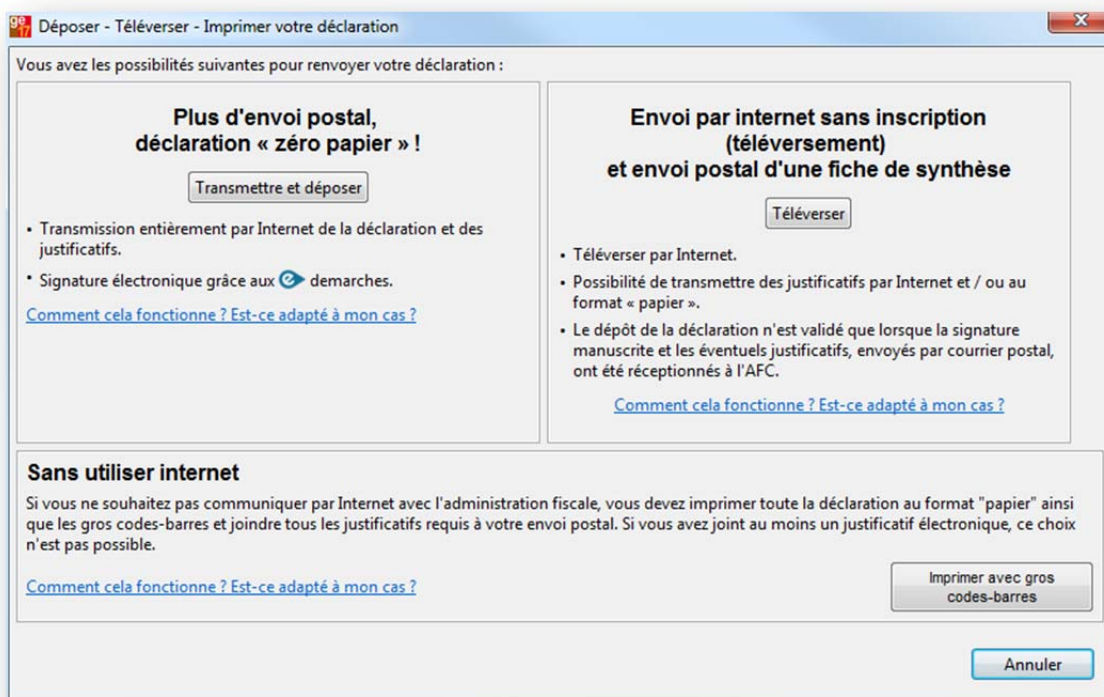 ge 17
Déposer - Téléverser - Imprimer votre déclaration
Vous avez les possibilités suivantes pour renvoyer votre déclaration :
Plus d'envoi postal,
déclaration « zéro papier » !
Transmettre et déposer
• Transmission entièrement par Internet de la déclaration et des
justificatifs.
• Signature électronique grâce aux e demarches.
Comment cela fonctionne ? Est-ce adapté à mon cas ?
Envoi par internet sans inscription
(téléversement)
et envoi postal d'une fiche de synthèse
Téléverser
• Téléverser par Internet.
• Possibilité de transmettre des justificatifs par Internet et / ou au
format « papier ».
• Le dépôt de la déclaration n'est validé que lorsque la signature
manuscrite et les éventuels justificatifs, envoyés par courrier postal,
ont été réceptionnés à l'AFC.
Comment cela fonctionne ? Est-ce adapté à mon cas ?
Sans utiliser internet
Si vous ne souhaitez pas communiquer par Internet avec l'administration fiscale, vous devez imprimer toute la déclaration au format "papier" ainsi
que les gros codes-barres et joindre tous les justificatifs requis à votre envoi postal. Si vous avez joint au moins un justificatif électronique, ce choix
n'est pas possible.
Comment cela fonctionne ? Est-ce adapté à mon cas ?
Imprimer avec gros
codes-barres
Annuler